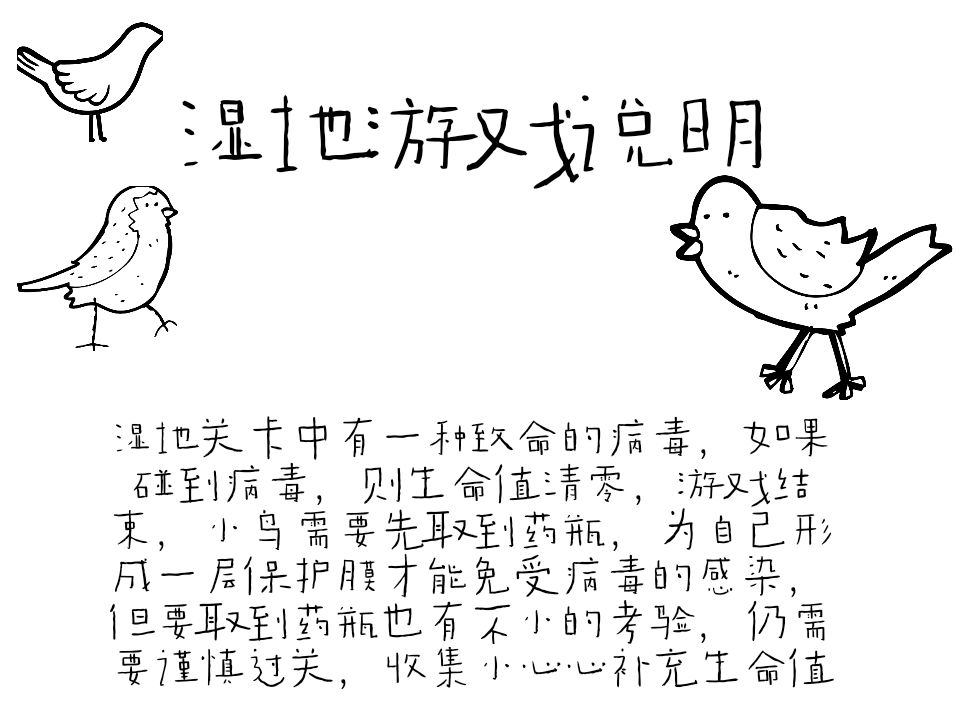 湿地游戏说明
湿地关卡中有一种致命的病毒，如果
碰到病毒，则生命值清零，游戏结
束，小鸟需要先取到药瓶，为自己形
成一层保护膜才能免受病毒的感染，
但要取到药瓶也有不小的考验，仍需
要谨慎过关，收集小心心补充生命值